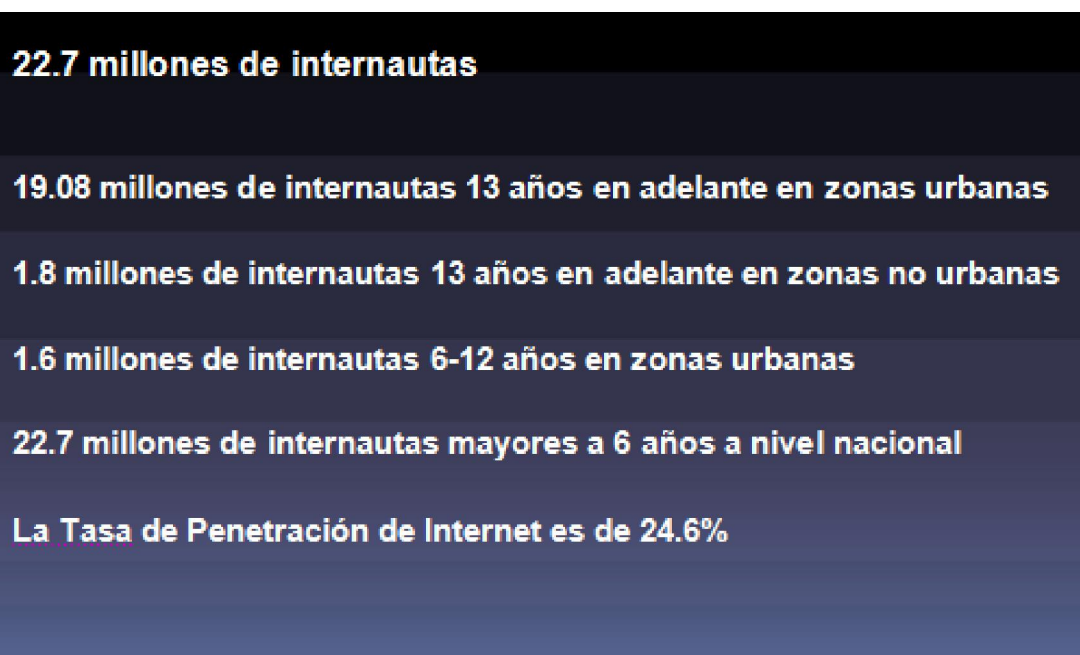 22.7 millones de internautas
19.08 millones de internautas 13 años en adelante en zonas urbanas
1.8 millones de internautas 13 años en adelante en zonas no urbanas
1.6 millones de internautas 6-12 años en zonas urbanas
22.7 millones de internautas mayores a 6 años a nivel nacional
La Tasa de Penetración de Internet es de 24.6%